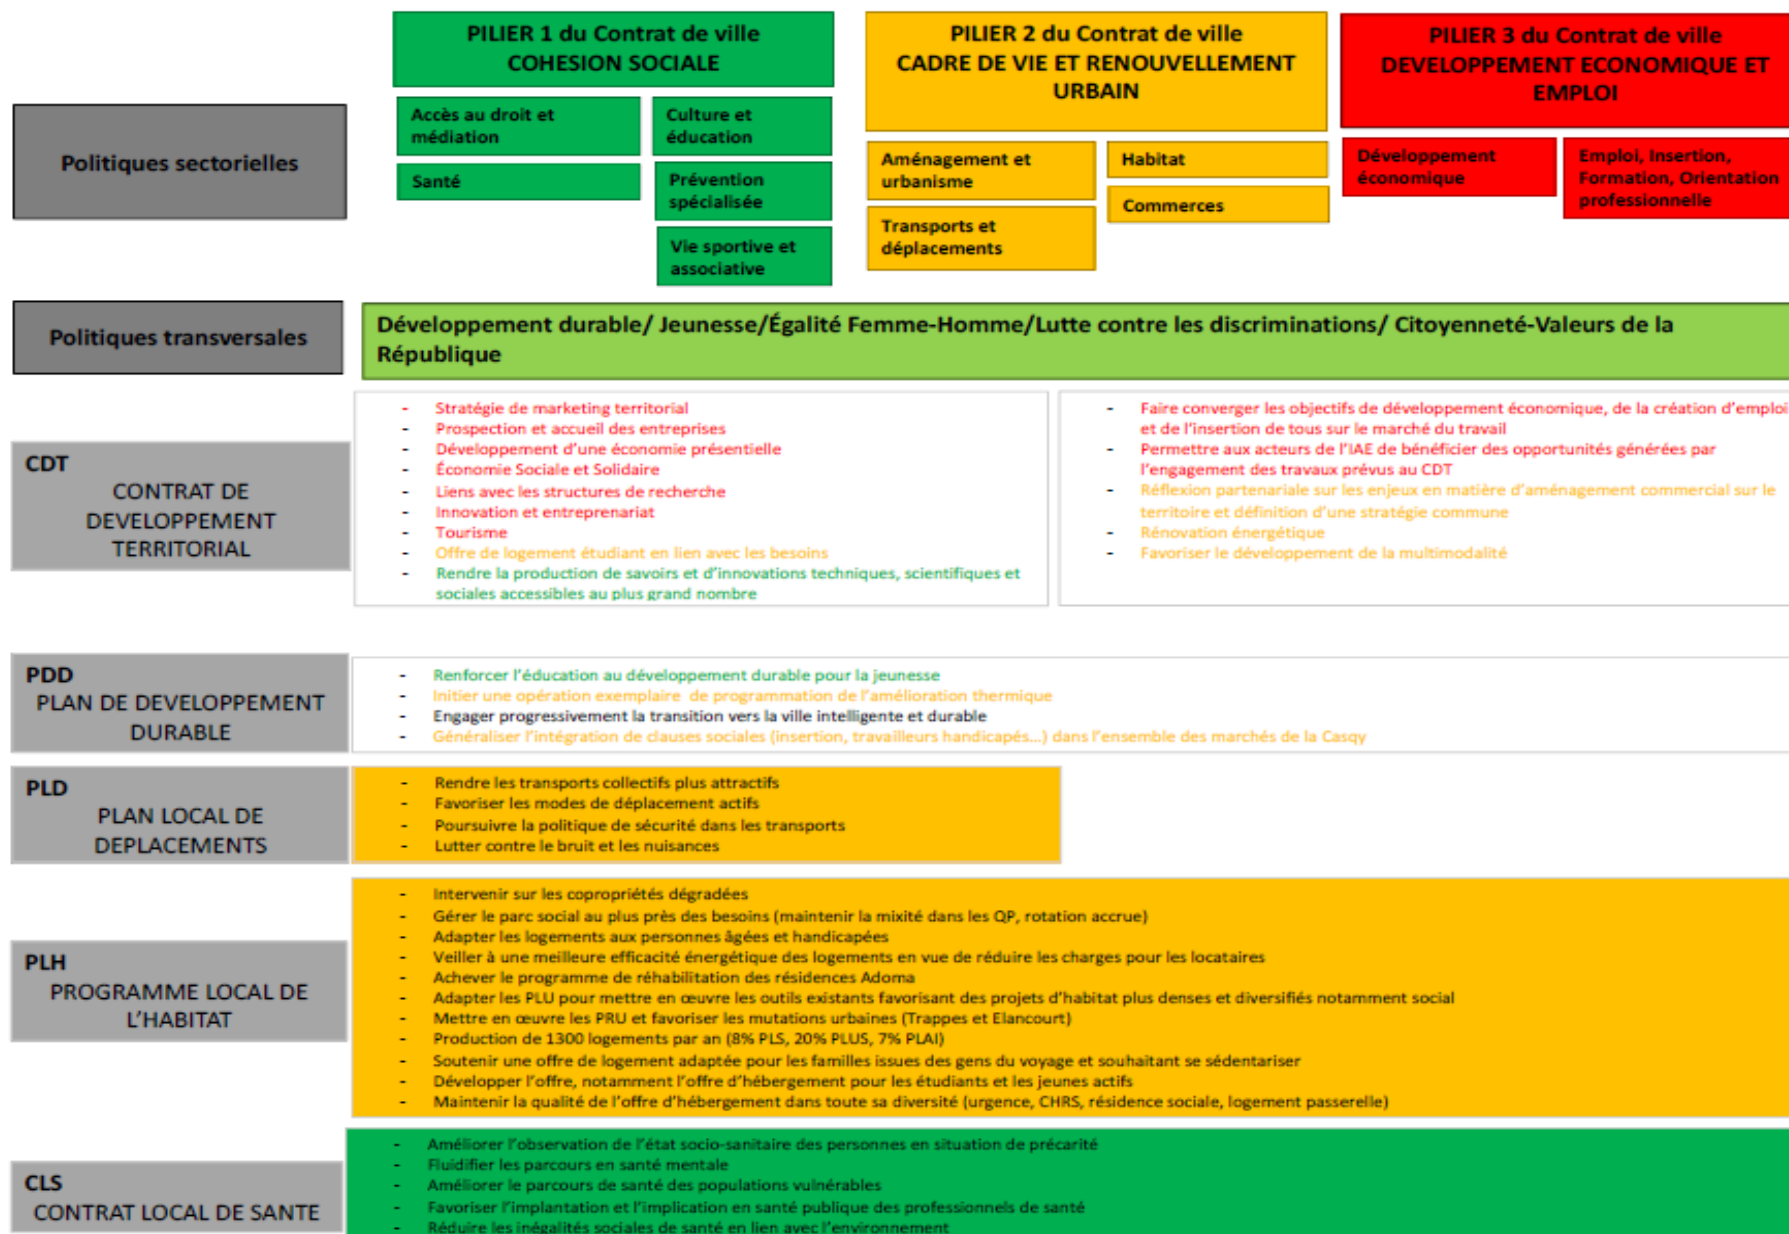 PILIER 1 du Contrat de ville
COHESION SOCIALE
PILIER 2 du Contrat de ville
CADRE DE VIE ET RENOUVELLEMENT
URBAIN
PILIER 3 du Contrat de ville
DEVELOPPEMENT ECONOMIQUE ET
EMPLOI
Politiques sectorielles
Accès au droit et
médiation
Santé
Culture et
éducation
Prévention
spécialisée
Vie sportive et
associative
Aménagement et
urbanisme
Transports et
déplacements
Habitat
Commerces
Développement
économique
Emploi, Insertion,
Formation, Orientation
professionnelle
Politiques transversales
Développement durable/ Jeunesse/Égalité Femme-Homme/Lutte contre les discriminations/ Citoyenneté-Valeurs de la
République
CDT
CONTRAT DE
DEVELOPPEMENT
TERRITORIAL
- Stratégie de marketing territorial
- Prospection et accueil des entreprises
- Développement d'une économie présentielle
- Économie Sociale et Solidaire
- Liens avec les structures de recherche
- Innovation et entreprenariat
- Tourisme
- Offre de logement étudiant en lien avec les besoins
- Rendre la production de savoirs et d'innovations techniques, scientifiques et
sociales accessibles au plus grand nombre
- Faire converger les objectifs de développement économique, de la création d'emploi
et de l'insertion de tous sur le marché du travail
- Permettre aux acteurs de l'IAE de bénéficier des opportunités générées par
l'engagement des travaux prévus au CDT
- Réflexion partenariale sur les enjeux en matière d'aménagement commercial sur le
territoire et définition d'une stratégie commune
- Rénovation énergétique
- Favoriser le développement de la multimodalité
PDD
PLAN DE DEVELOPPEMENT
DURABLE
- Renforcer l'éducation au développement durable pour la jeunesse
- Initier une opération exemplaire de programmation de l'amélioration thermique
- Engager progressivement la transition vers la ville intelligente et durable
- Généraliser l'intégration de clauses sociales (insertion, travailleurs handicapés...) dans l'ensemble des marchés de la Casqy
PLD
PLAN LOCAL DE
DEPLACEMENTS
- Rendre les transports collectifs plus attractifs
- Favoriser les modes de déplacement actifs
- Poursuivre la politique de sécurité dans les transports
- Lutter contre le bruit et les nuisances
PLH
PROGRAMME LOCAL DE
L'HABITAT
- Intervenir sur les copropriétés dégradées
- Gérer le parc social au plus près des besoins (maintenir la mixité dans les QP, rotation accrue)
- Adapter les logements aux personnes âgées et handicapées
- Veiller à une meilleure efficacité énergétique des logements en vue de réduire les charges pour les locataires
- Achever le programme de réhabilitation des résidences Adoma
- Adapter les PLU pour mettre en œuvre les outils existants favorisant des projets d'habitat plus denses et diversifiés notamment social
- Mettre en œuvre les PRU et favoriser les mutations urbaines (Trappes et Elancourt)
- Production de 1300 logements par an (8% PLS, 20% PLUS, 7% PLAI)
- Soutenir une offre de logement adaptée pour les familles issues des gens du voyage et souhaitant se sédentariser
- Développer l'offre, notamment l'offre d'hébergement pour les étudiants et les jeunes actifs
- Maintenir la qualité de l'offre d'hébergement dans toute sa diversité (urgence, CHRS, résidence sociale, logement passerelle)
CLS
CONTRAT LOCAL DE SANTE
- Améliorer l'observation de l'état socio-sanitaire des personnes en situation de précarité
- Fluidifier les parcours en santé mentale
- Améliorer le parcours de santé des populations vulnérables
- Favoriser l'implantation et l'implication en santé publique des professionnels de santé
- Réduire les inégalités sociales de santé en lien avec l'environnement